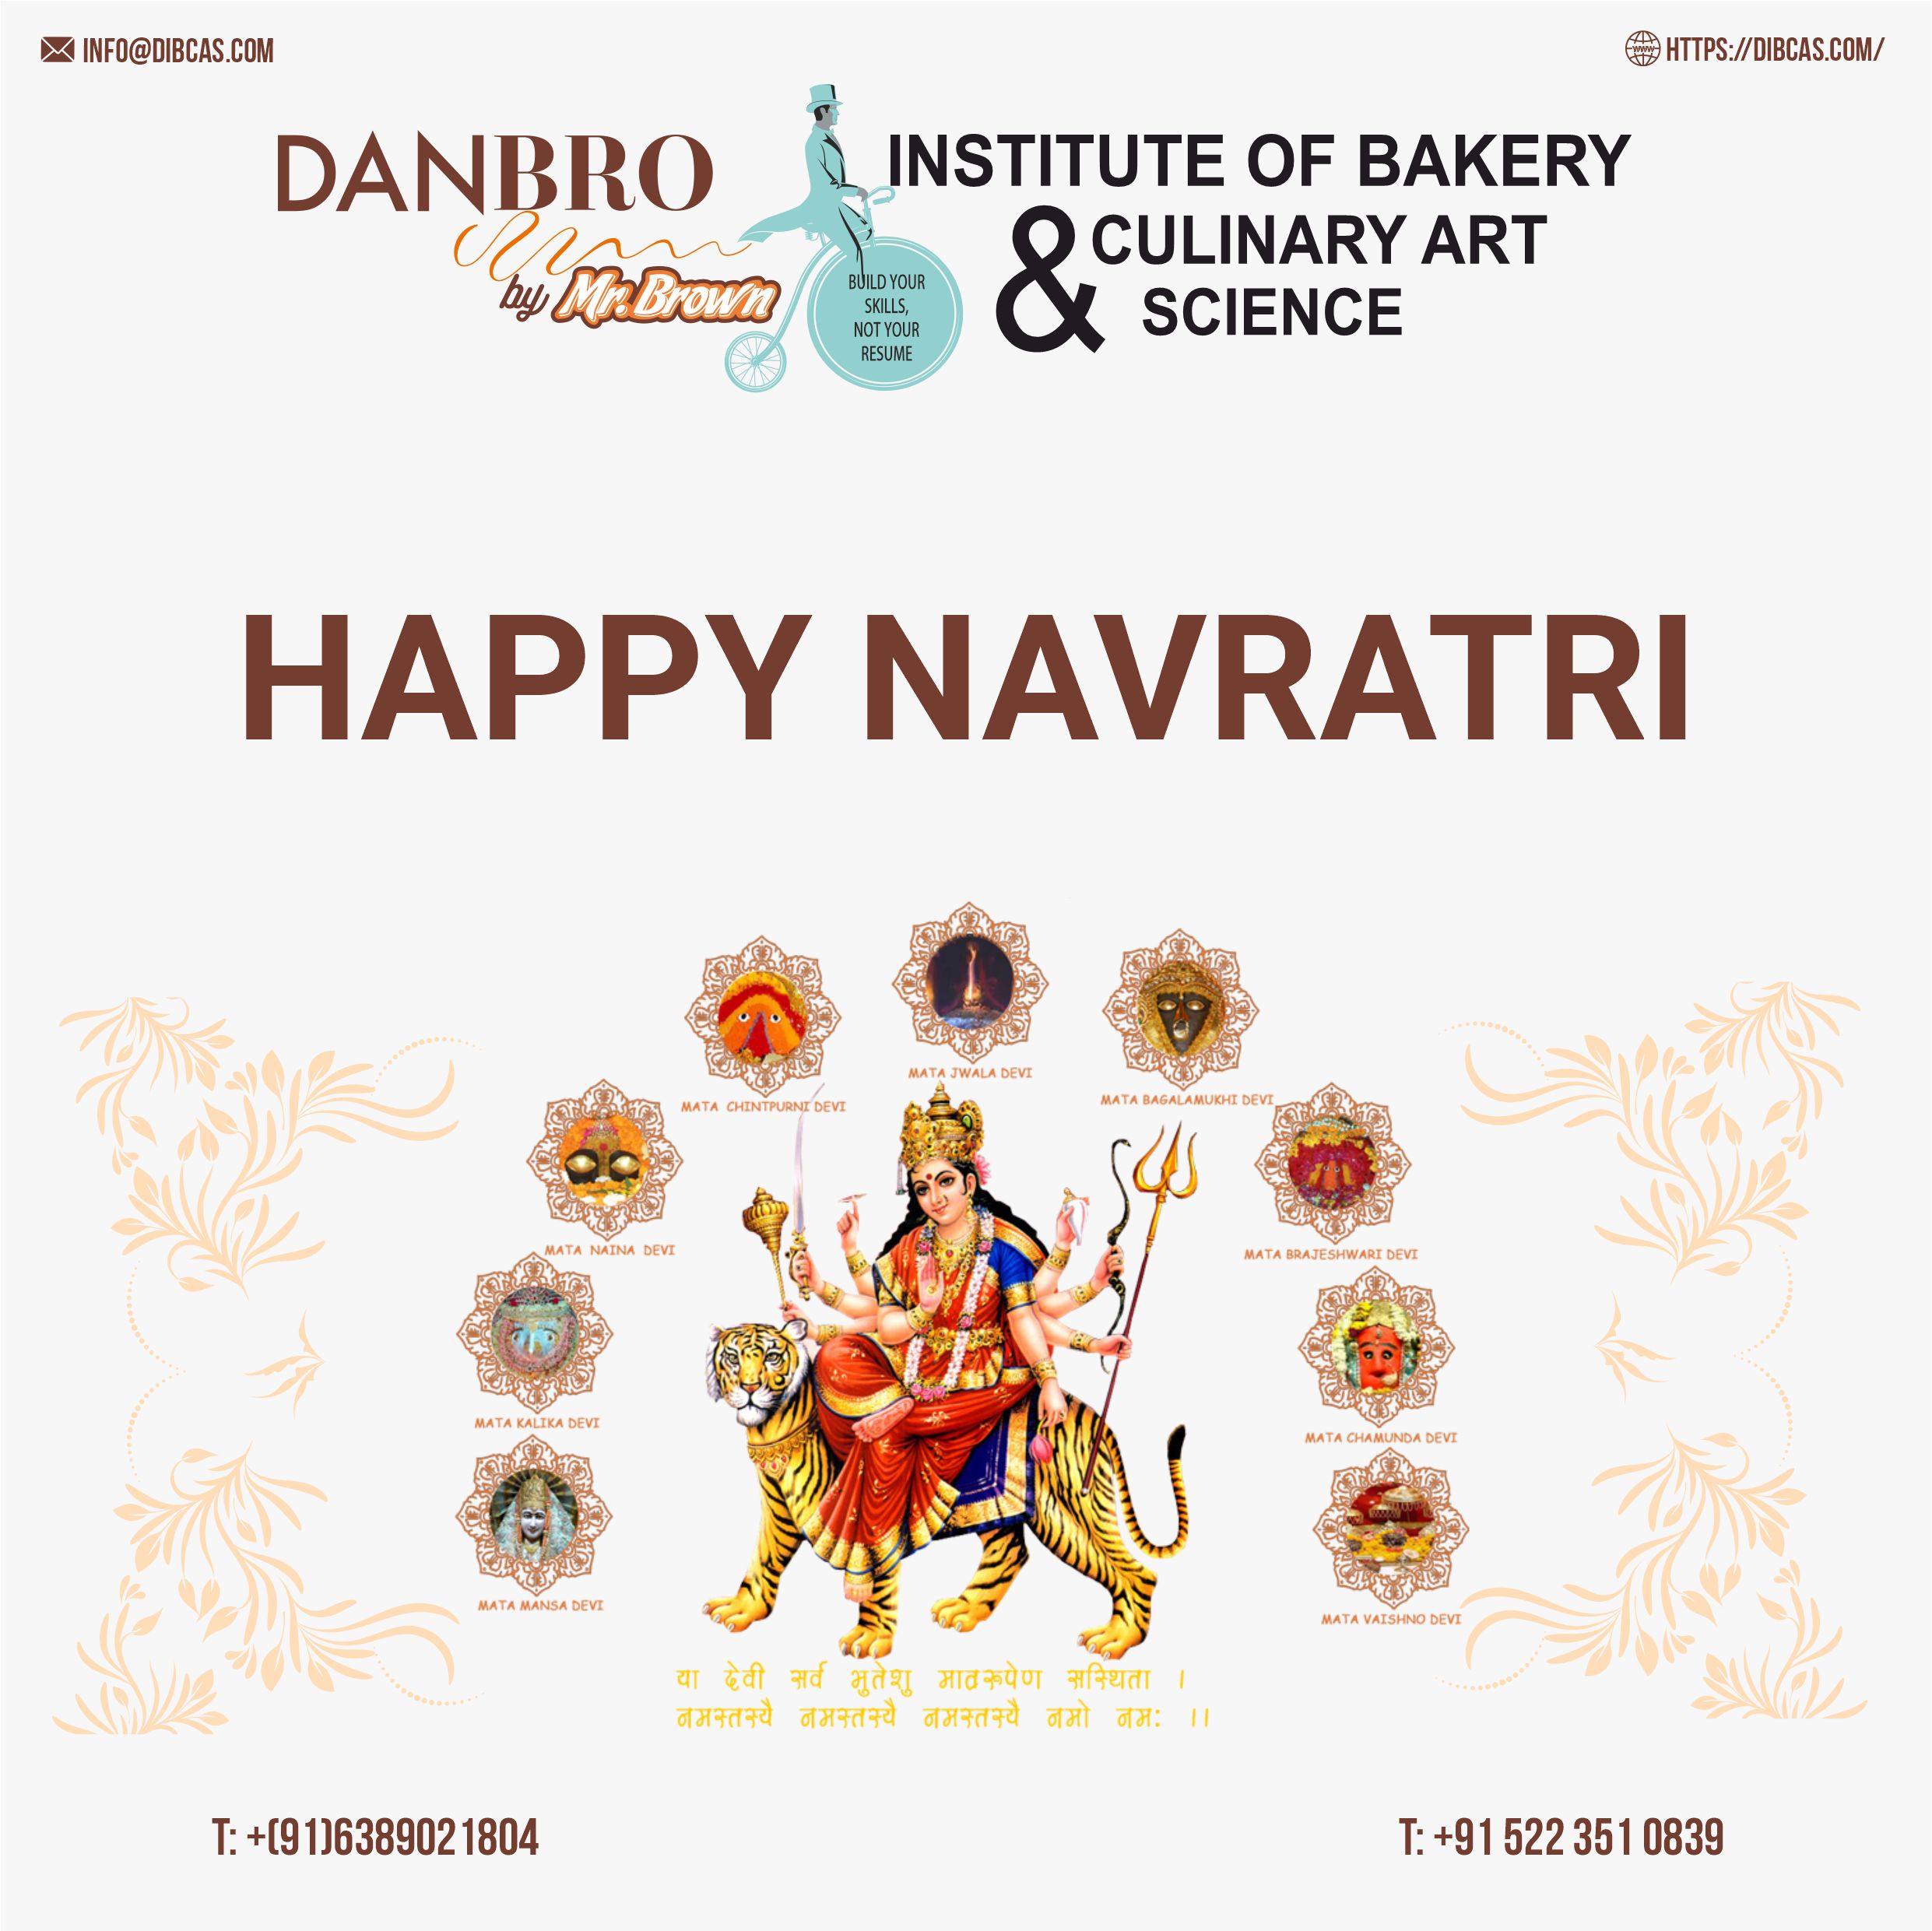 INFO@DIBCAS.COM
HTTPS://DIBCAS.COM/
DANBRO
by Mr. Brown
BUILD YOUR
SKILLS,
NOT YOUR
RESUME
INSTITUTE OF BAKERY
& CULINARY ART
SCIENCE
HAPPY NAVRATRI
MATA JWALA DEVI
MATA CHINTPURNI DEVI
MATA BAGALAMUKHI DEVI
MATA NAINA DEVI
MATA BRAJESHWARI DEVI
MATA KALIKA DEVI
MATA CHAMUNDA DEVI
MATA MANSA DEVI
MATA VAISHNO DEVI
या देवी सर्व भुतेशु मातृरूपेण सस्थिता ।
नमस्तस्यै नमस्तस्यै नमस्तस्यै नमो नम: ।।
T: +(91)6389021804
T: +91 522 351 0839